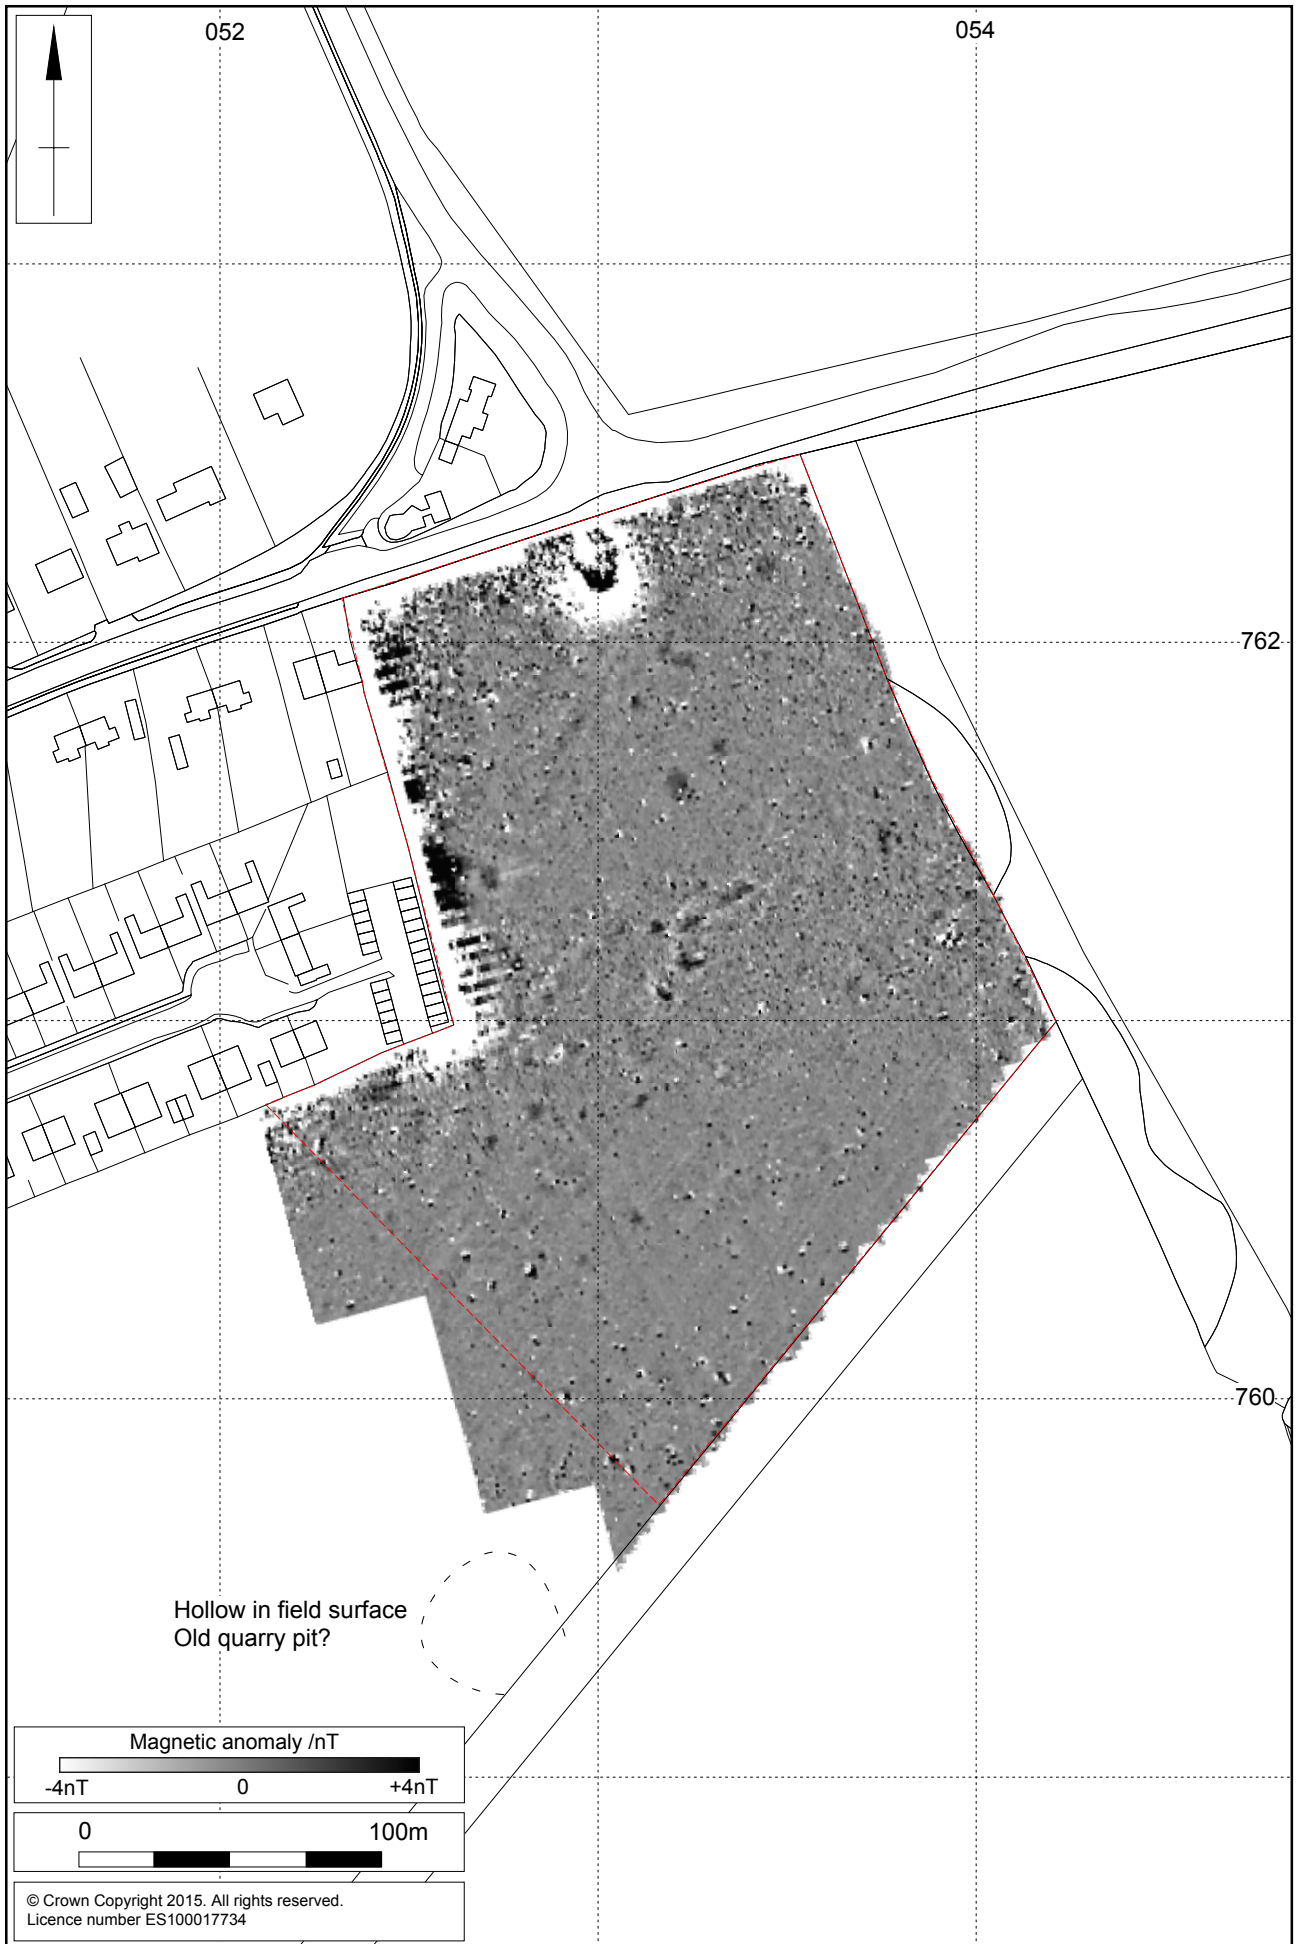 052
054
762
760
Hollow in field surface
Old quarry pit?
Magnetic anomaly /nT
-4nT 0 +4nT
0 100m
© Crown Copyright 2015. All rights reserved.
Licence number ES100017734